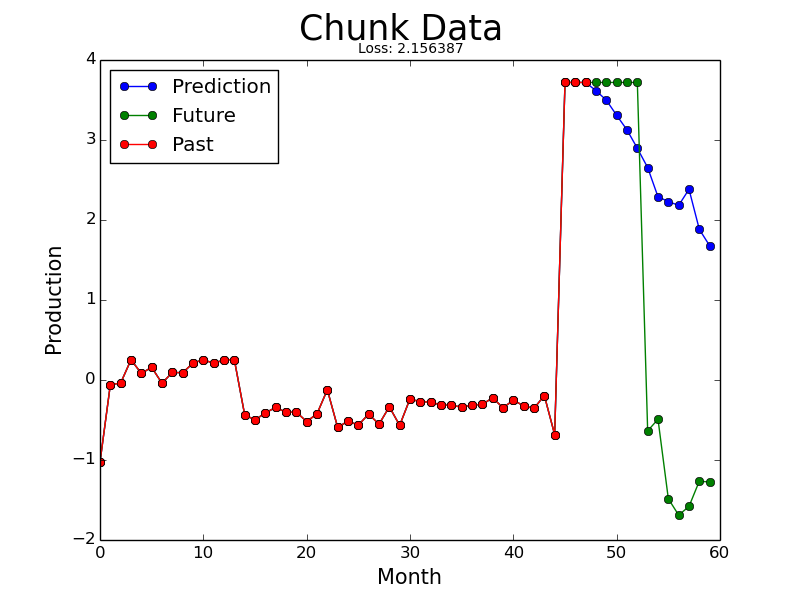 Chunk Data
Loss: 2.156387
Prediction
Future
Past
4
3
2
1
0
−1
−2
Production
0 10 20 30 40 50 60
Month